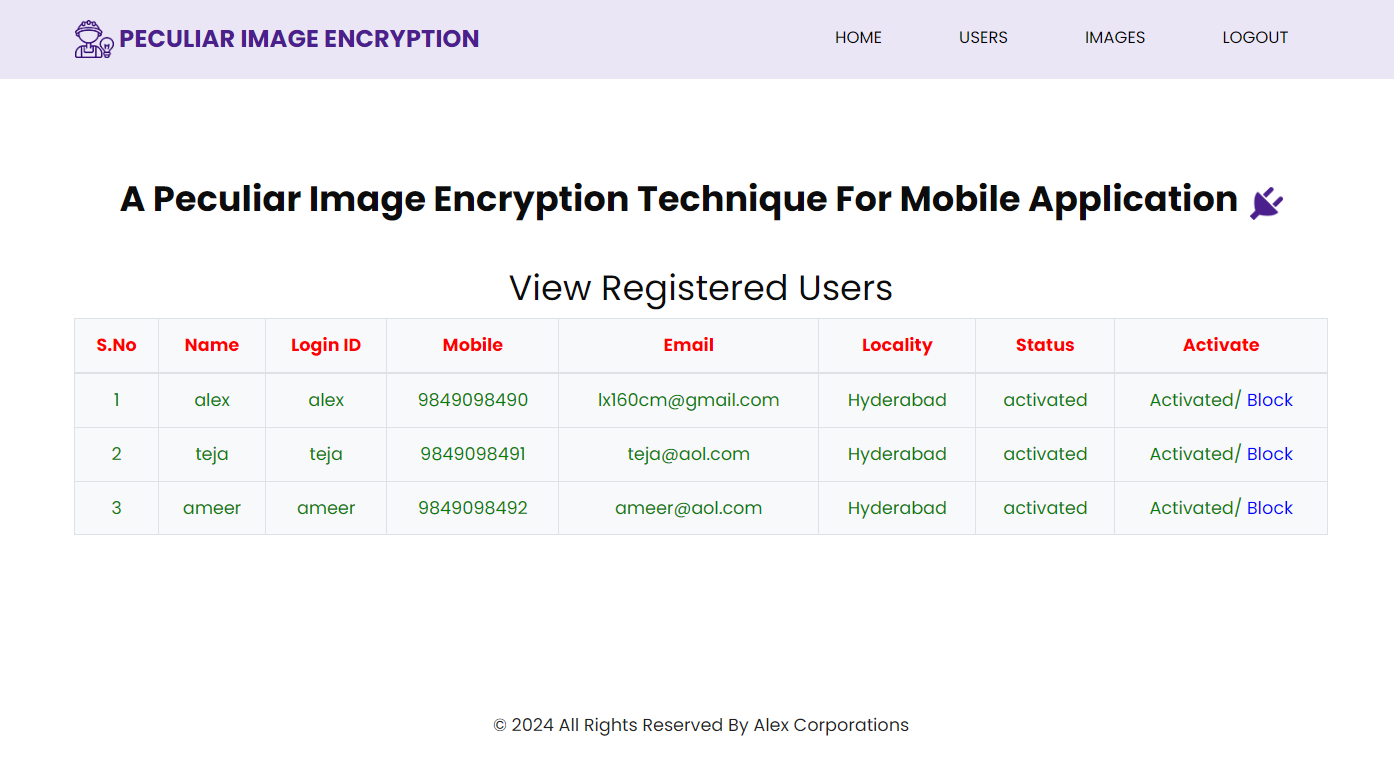 PECULIAR IMAGE ENCRYPTION HOME USERS IMAGES LOGOUT
A Peculiar Image Encryption Technique For Mobile Application
View Registered Users
S.No Name Login ID Mobile Email Locality Status Activate
1 alex alex 9849098490 lx160cm@gmail.com Hyderabad activated Activated/ Block
2 teja teja 9849098491 teja@aol.com Hyderabad activated Activated/ Block
3 ameer ameer 9849098492 ameer@aol.com Hyderabad activated Activated/ Block
© 2024 All Rights Reserved By Alex Corporations